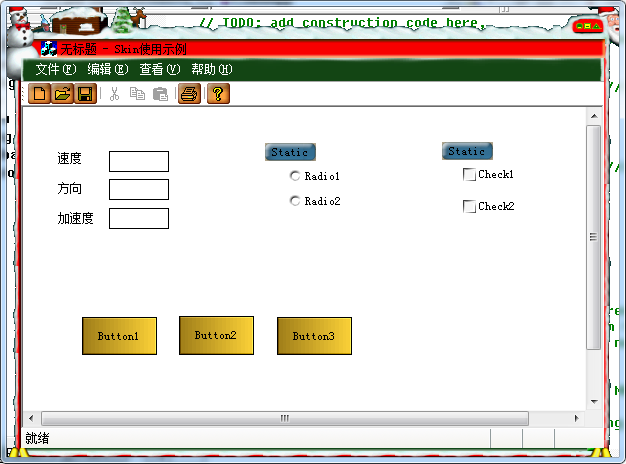 // TODO: add construction code here,
无标题 - Skin使用示例
文件(F) 编辑(E) 查看(V) 帮助(H)
速度
方向
加速度
Static
Radio1
Radio2
Static
Check1
Check2
Button1 Button2 Button3
就绪